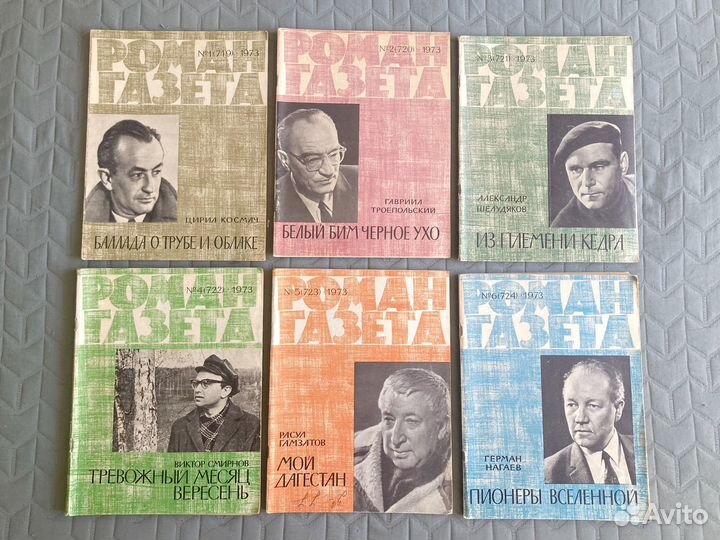 РОМАН
ГАЗЕТА
№1(719)·1973
ЦИРИЛ КОСМАЧ
БАЛЛАДА О ТРУБЕ И ОБЛАКЕ
РОМАН
ГАЗЕТА
№2(720)·1973
ГАВРИИЛ
ТРОЕПОЛЬСКИЙ
БЕЛЫЙ БИМ ЧЕРНОЕ УХО
РОМАН
ГАЗЕТА
№3(721)·1973
АЛЕКСАНДР
ШЕЛУДЯКОВ
ИЗ ПЛЕМЕНИ КЕДРА
РОМАН
ГАЗЕТА
№4(722)·1973
ВИКТОР СМИРНОВ
ТРЕВОЖНЫЙ МЕСЯЦ
ВЕРЕСЕНЬ
РОМАН
ГАЗЕТА
№5(723)·1973
РАСУЛ
ГАМЗАТОВ
МОЙ
ДАГЕСТАН
РОМАН
ГАЗЕТА
№6(724)·1973
ГЕРМАН
НАГАЕВ
ПИОНЕРЫ ВСЕЛЕННОЙ
Avito